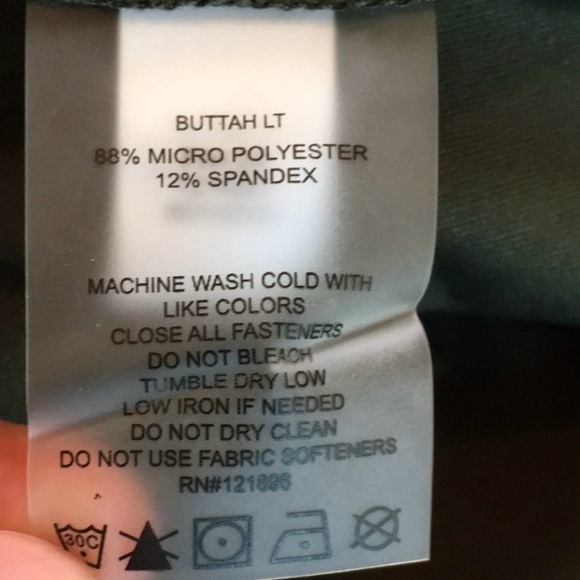 BUTTAH LT
88% MICRO POLYESTER
12% SPANDEX
MACHINE WASH COLD WITH
LIKE COLORS
CLOSE ALL FASTENERS
DO NOT BLEACH
TUMBLE DRY LOW
LOW IRON IF NEEDED
DO NOT DRY CLEAN
DO NOT USE FABRIC SOFTENERS
RN#121896
30C